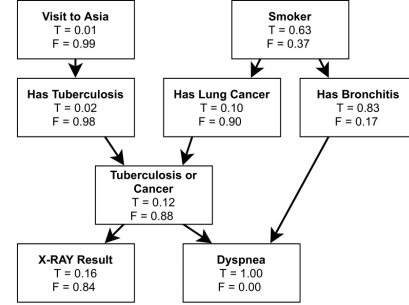 Visit to Asia
T = 0.01
F = 0.99
Smoker
T = 0.63
F = 0.37
Has Tuberculosis
T = 0.02
F = 0.98
Has Lung Cancer
T = 0.10
F = 0.90
Has Bronchitis
T = 0.83
F = 0.17
Tuberculosis or
Cancer
T = 0.12
F = 0.88
X-RAY Result
T = 0.16
F = 0.84
Dyspnea
T = 1.00
F = 0.00